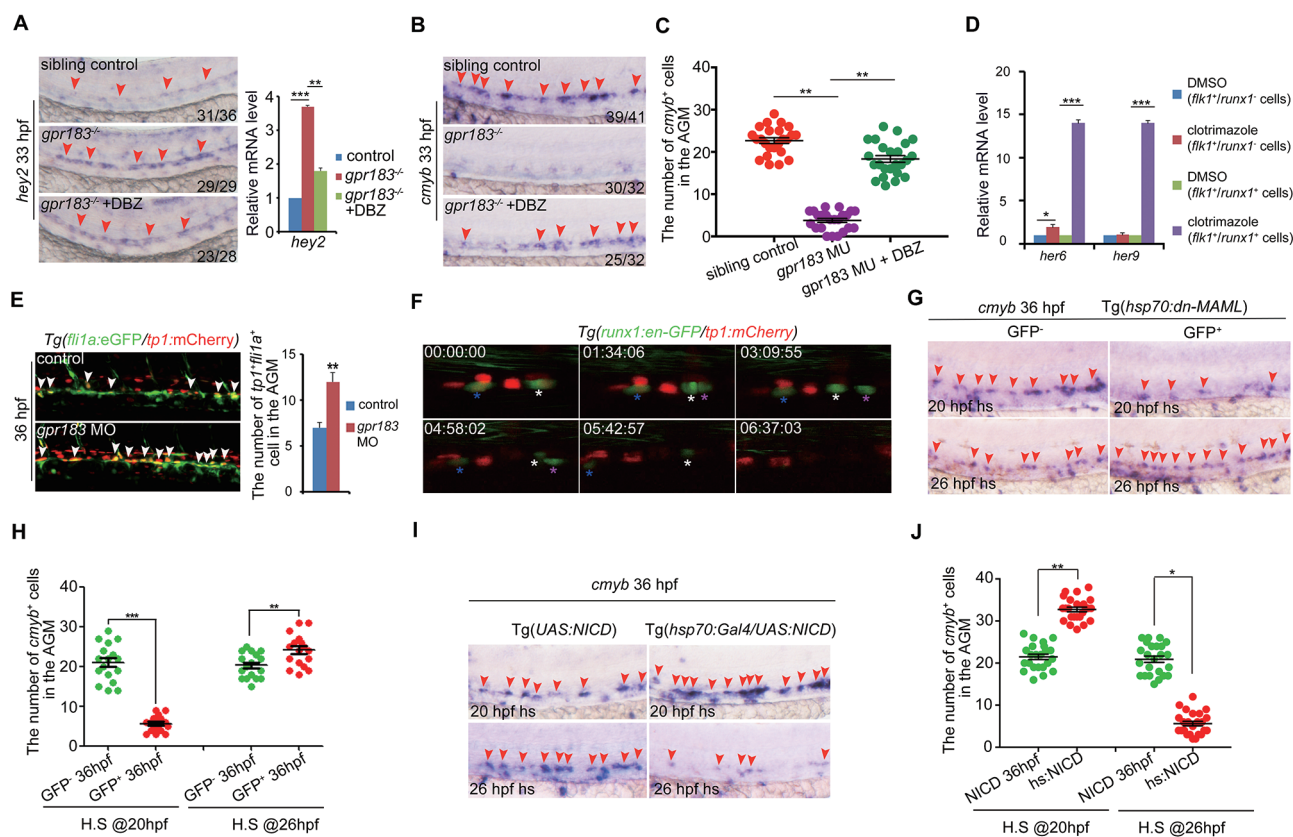 A
hey2 33 hpf
sibling control
31/36
gpr183-/-
29/29
gpr183-/- +DBZ
23/28
Relative mRNA level
4
3
2
1
0
***
**
hey2
control
gpr183-/-
gpr183-/-
+DBZ
B
cmyb 33 hpf
sibling control
39/41
gpr183-/-
30/32
gpr183-/- +DBZ
25/32
C
The number of cmyb+ cells
in the AGM
40
30
20
10
0
**
**
sibling control
gpr183 MU
gpr183 MU + DBZ
D
Relative mRNA level
20
15
10
5
0
*
***
***
her6
her9
DMSO
(flk1+/runx1- cells)
clotrimazole
(flk1+/runx1- cells)
DMSO
(flk1+/runx1+ cells)
clotrimazole
(flk1+/runx1+ cells)
E
Tg(fli1a:eGFP/tp1:mCherry)
36 hpf
control
gpr183 MO
The number of tp1+fli1a+
cell in the AGM
15
10
5
0
**
control
gpr183
MO
F
Tg(runx1:en-GFP/tp1:mCherry)
00:00:00
01:34:06
03:09:55
* *
* * *
* * *
04:58:02
05:42:57
06:37:03
* * *
* *
G
cmyb 36 hpf
Tg(hsp70:dn-MAML)
GFP-
GFP+
20 hpf hs
20 hpf hs
26 hpf hs
26 hpf hs
H
The number of cmyb+ cells
in the AGM
40
30
20
10
0
***
**
GFP- 36hpf
GFP+ 36hpf
GFP- 36hpf
GFP+ 36hpf
H.S @20hpf
H.S @26hpf
I
cmyb 36 hpf
Tg(UAS:NICD)
Tg(hsp70:Gal4/UAS:NICD)
20 hpf hs
20 hpf hs
26 hpf hs
26 hpf hs
J
The number of cmyb+ cells
in the AGM
40
30
20
10
0
**
*
NICD 36hpf
hs:NICD
NICD 36hpf
hs:NICD
H.S @20hpf
H.S @26hpf